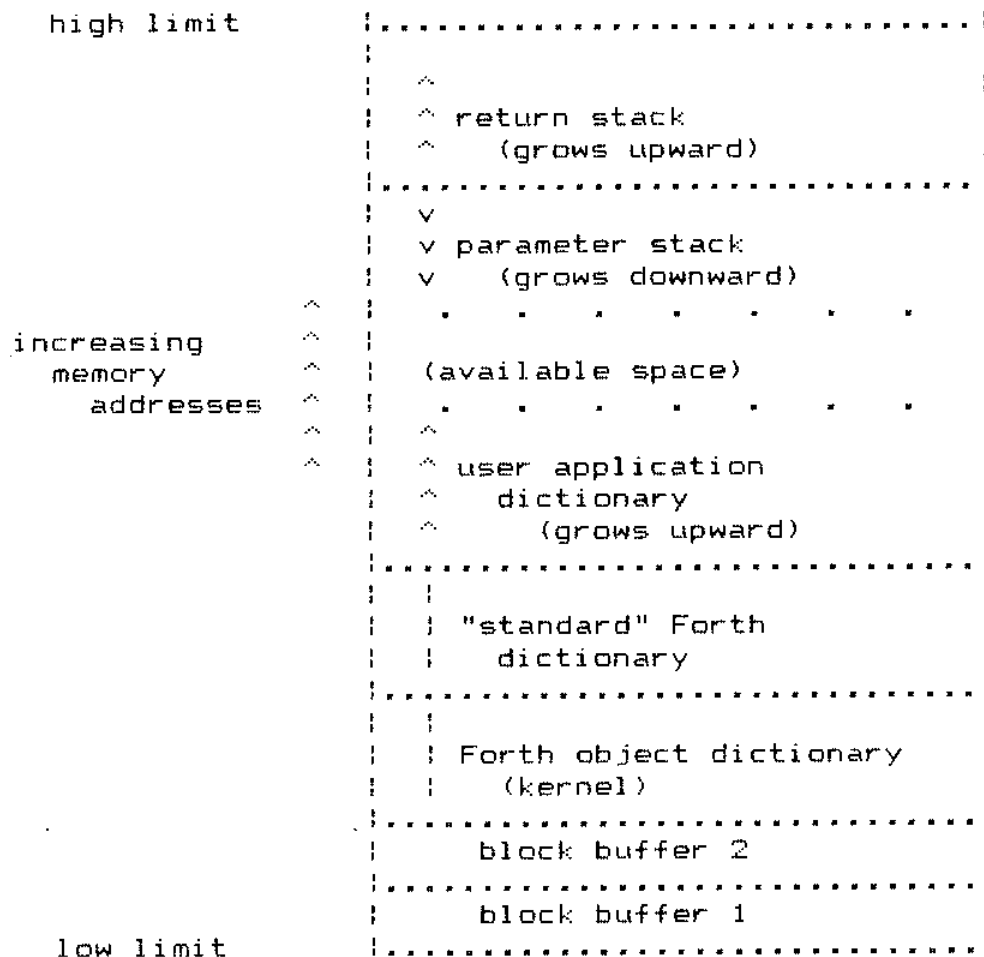 high limit
^
^ return stack
^ (grows upward)
v
v parameter stack
v (grows downward)
^
increasing ^
memory ^ (available space)
addresses ^
^ ^
^ ^ user application
^ dictionary
^ (grows upward)
"standard" Forth
dictionary
Forth object dictionary
(kernel)
block buffer 2
block buffer 1
low limit